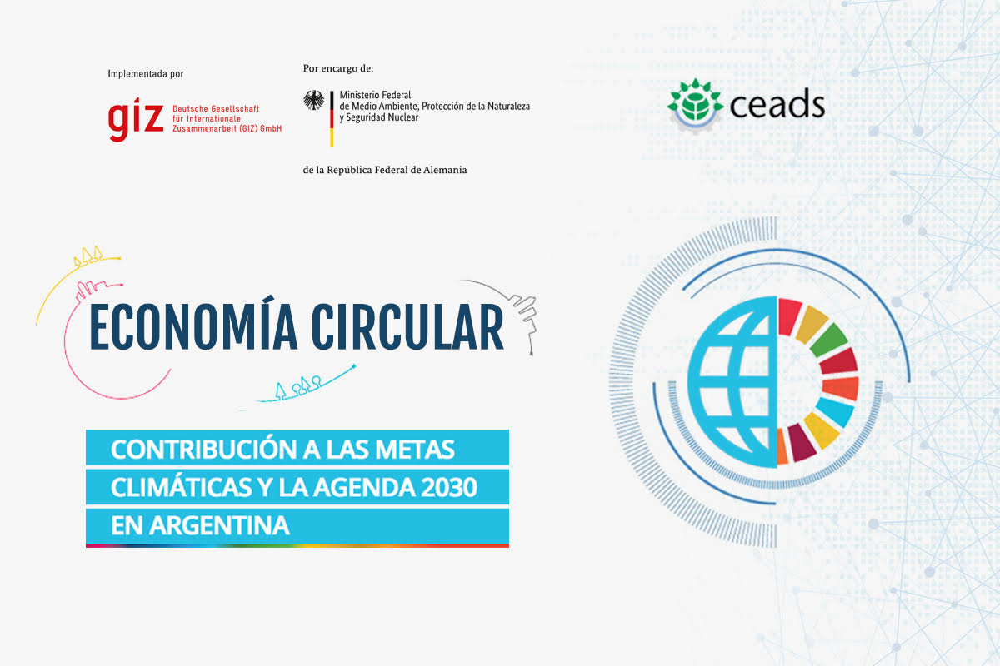 Implementada por
giz
Deutsche Gesellschaft
für Internationale
Zusammenarbeit (GIZ) GmbH
Por encargo de:
Ministerio Federal
de Medio Ambiente, Protección de la Naturaleza
y Seguridad Nuclear
de la República Federal de Alemania
ceads
ECONOMÍA CIRCULAR
CONTRIBUCIÓN A LAS METAS
CLIMÁTICAS Y LA AGENDA 2030
EN ARGENTINA